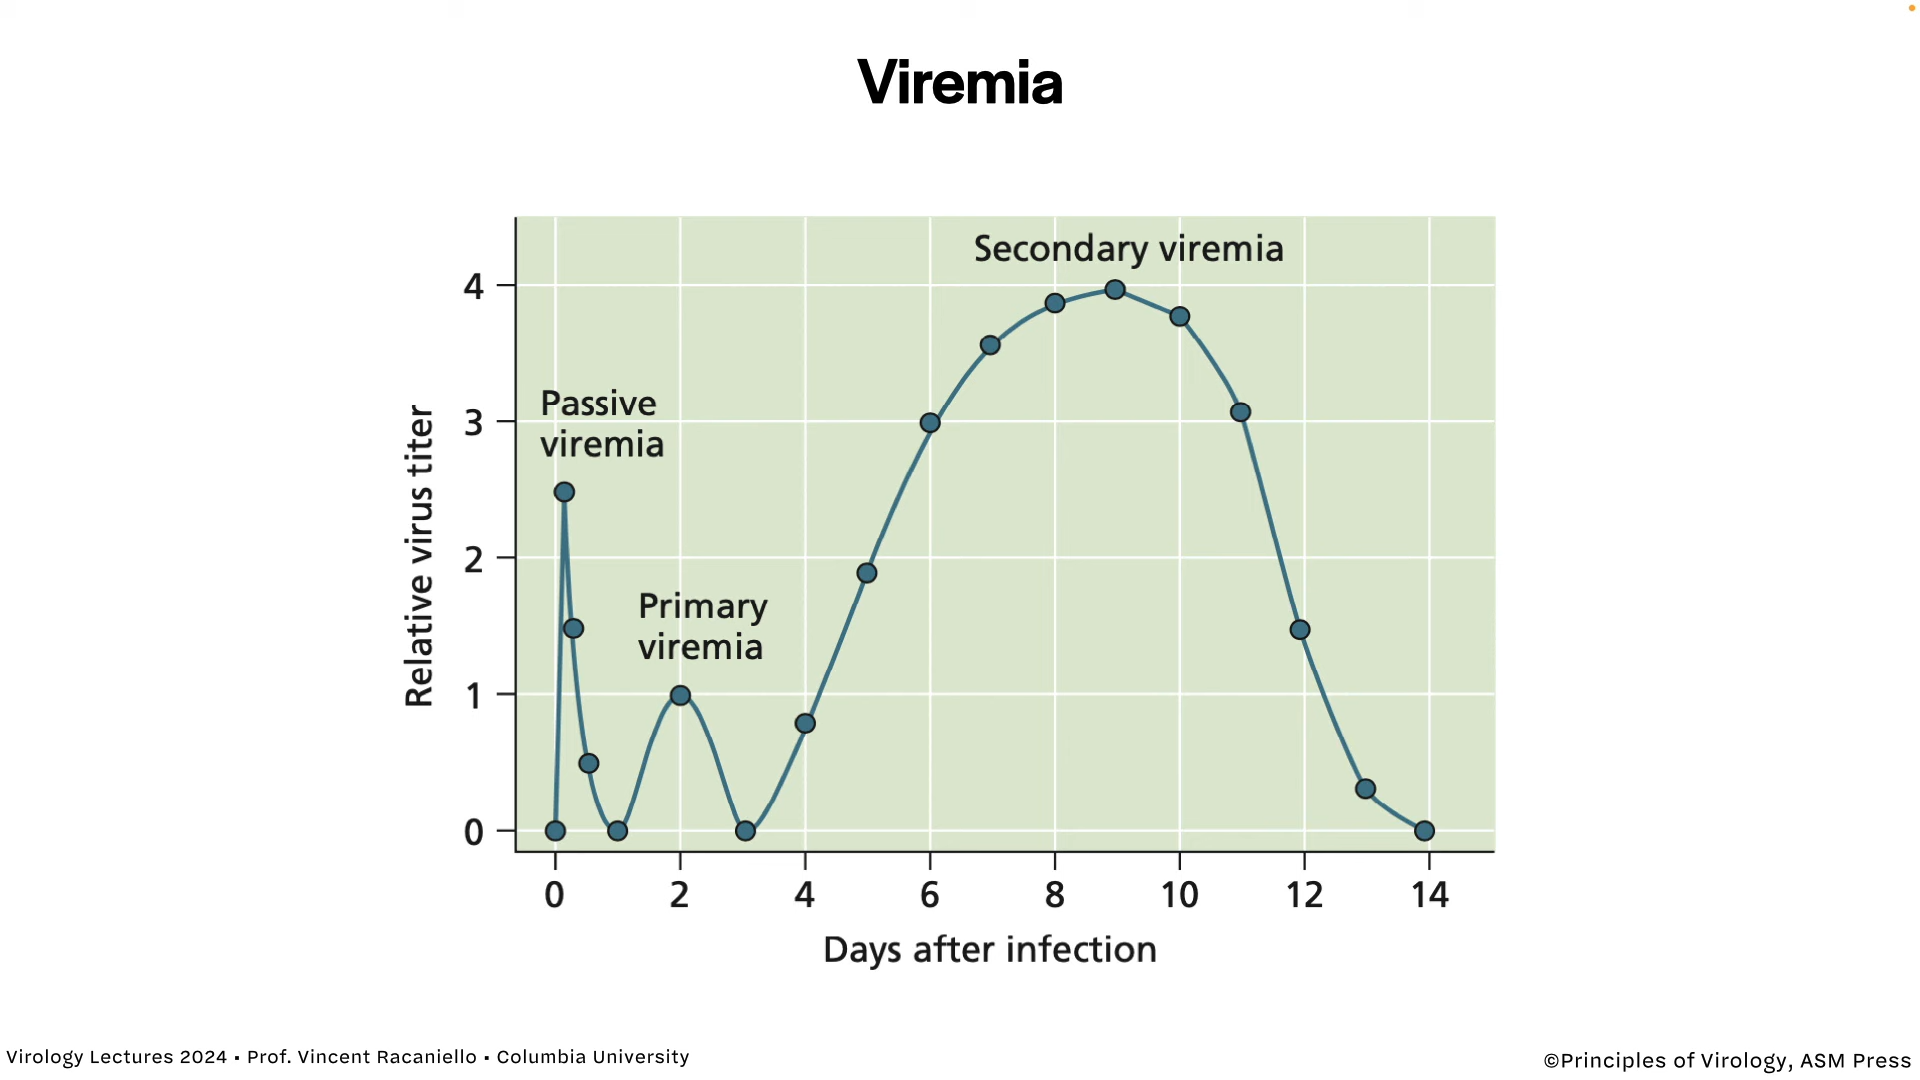 Viremia
Secondary viremia
4
Passive
viremia
3
2
Primary
viremia
1
0
Relative virus titer
0 2 4 6 8 10 12 14
Days after infection
Virology Lectures 2024 • Prof. Vincent Racaniello • Columbia University
©Principles of Virology, ASM Press